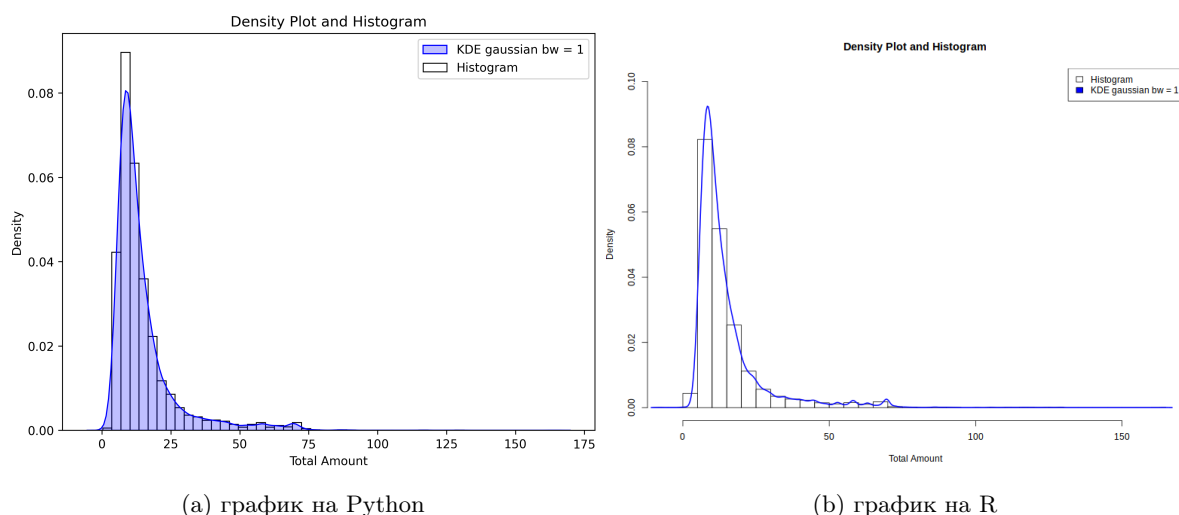 Density Plot and Histogram
KDE gaussian bw = 1
Histogram
Density
0.08
0.06
0.04
0.02
0.00
0 25 50 75 100 125 150 175
Total Amount
(a) график на Python
Density Plot and Histogram
Histogram
KDE gaussian bw = 1
Density
0.10
0.08
0.06
0.04
0.02
0.00
0 50 100 150
Total Amount
(b) график на R